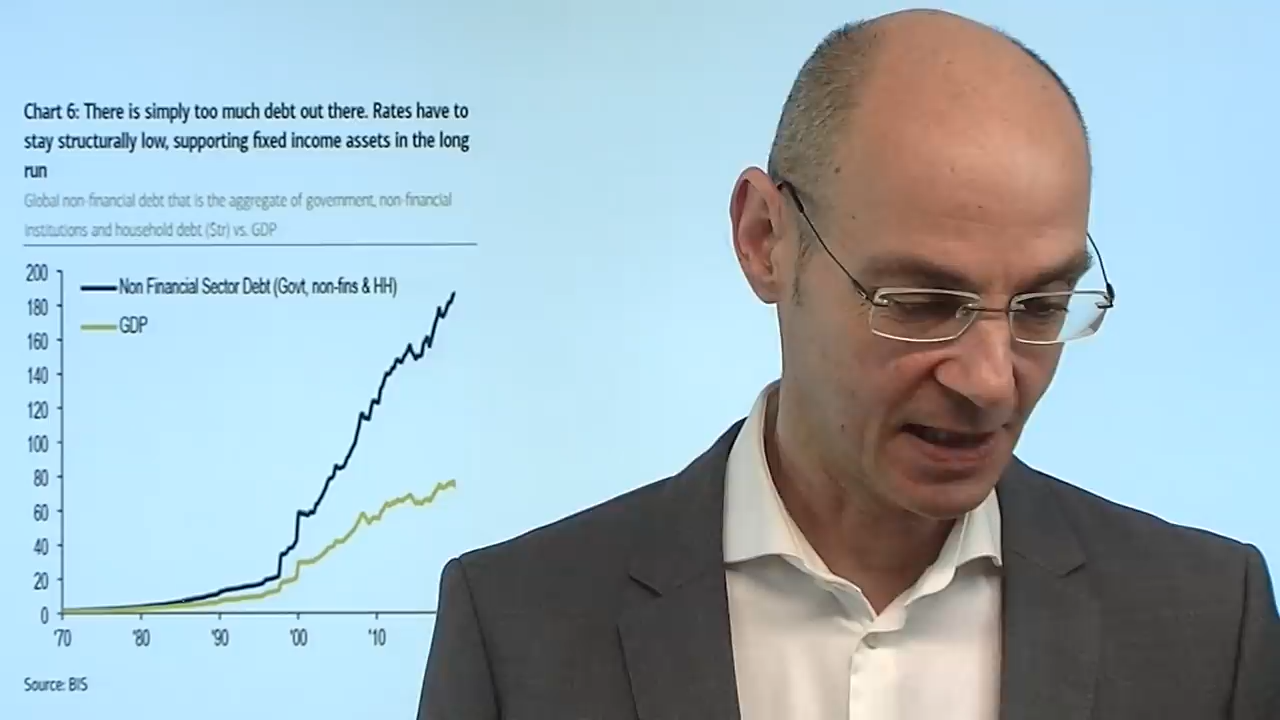 Chart 6: There is simply too much debt out there. Rates have to
stay structurally low, supporting fixed income assets in the long
run
Global non-financial debt that is the aggregate of government, non-financial
institutions and household debt ($tr) vs. GDP
200
Non Financial Sector Debt (Govt, non-fins & HH)
180
GDP
160
140
120
100
80
60
40
20
0
'70 '80 '90 '00 '10
Source: BIS